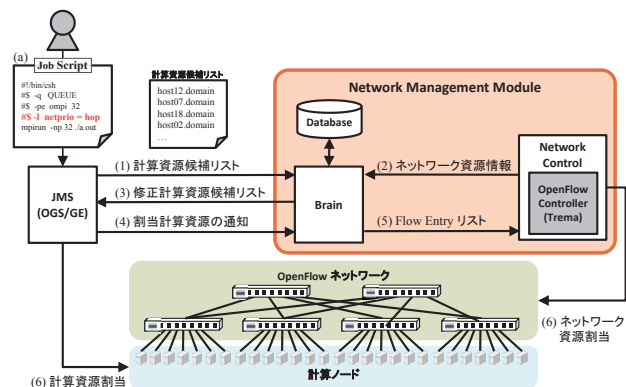 (a)
Job Script
#!/bin/csh
#$ -q QUEUE
#$ -pe ompi 32
#$ -l netprio = hop
mpirun -np 32 ./a.out
計算資源候補リスト
host12.domain
host07.domain
host18.domain
host02.domain
...
Network Management Module
Database
(1) 計算資源候補リスト
(2) ネットワーク資源情報
Network
Control
JMS
(OGS/GE)
(3) 修正計算資源候補リスト
Brain
OpenFlow
Controller
(Trema)
(4) 割当計算資源の通知
(5) Flow Entry リスト
OpenFlow ネットワーク
(6) ネットワーク
資源割当
(6) 計算資源割当
計算ノード